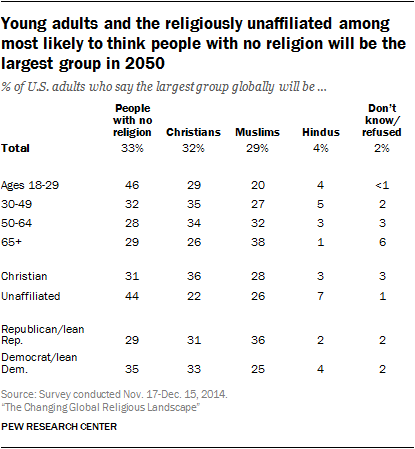 Young adults and the religiously unaffiliated among
most likely to think people with no religion will be the
largest group in 2050
% of U.S. adults who say the largest group globally will be ...
People with no religion Christians Muslims Hindus Don't know/ refused
Total 33% 32% 29% 4% 2%
Ages 18-29 46 29 20 4 <1
30-49 32 35 27 5 2
50-64 28 34 32 3 3
65+ 29 26 38 1 6
Christian 31 36 28 3 3
Unaffiliated 44 22 26 7 1
Republican/lean
Rep. 29 31 36 2 2
Democrat/lean
Dem. 35 33 25 4 2
Source: Survey conducted Nov. 17-Dec. 15, 2014.
"The Changing Global Religious Landscape"
PEW RESEARCH CENTER